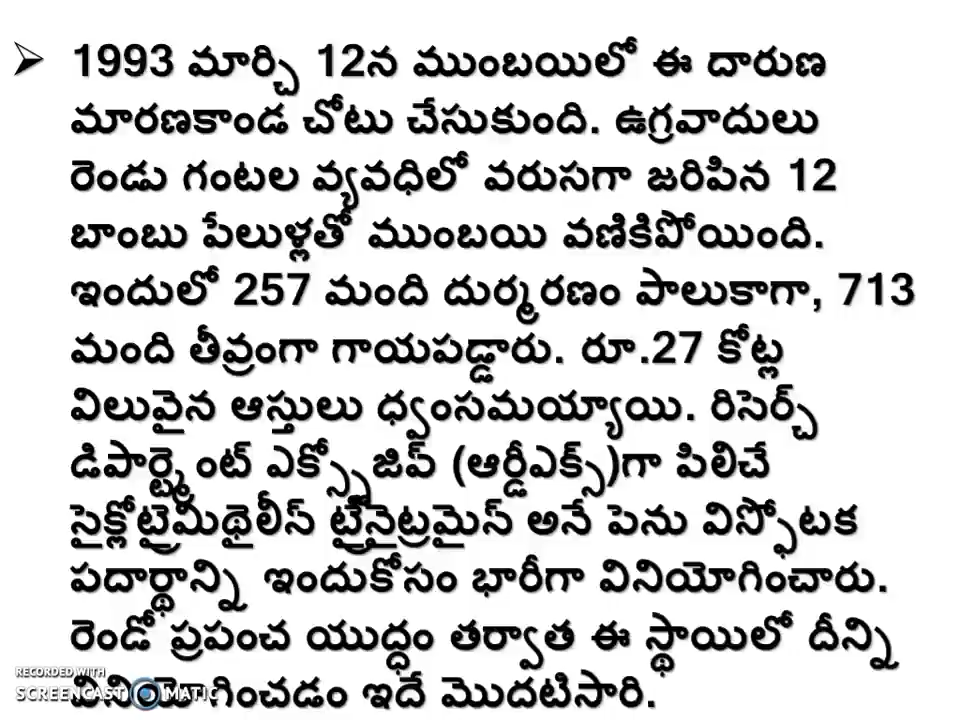 ➢ 1993 మార్చి 12న ముంబయిలో ఈ దారుణ
మారణకాండ చోటు చేసుకుంది. ఉగ్రవాదులు
రెండు గంటల వ్యవధిలో వరుసగా జరిపిన 12
బాంబు పేలుళ్లతో ముంబయి వణికిపోయింది.
ఇందులో 257 మంది దుర్మరణం పాలుకాగా, 713
మంది తీవ్రంగా గాయపడ్డారు. రూ.27 కోట్ల
విలువైన ఆస్తులు ధ్వంసమయ్యాయి. రిసెర్చ్
డిపార్ట్మెంట్ ఎక్స్ప్లోజివ్ (ఆర్డీఎక్స్)గా పిలిచే
సైక్లోట్రైమిథైలీన్ ట్రైనైట్రమైన్ అనే పెను విస్ఫోటక
పదార్థాన్ని ఇందుకోసం భారీగా వినియోగించారు.
రెండో ప్రపంచ యుద్ధం తర్వాత ఈ స్థాయిలో దీన్ని
వినియోగించడం ఇదే మొదటిసారి.
RECORDED WITH
SCREENCAST MATIC